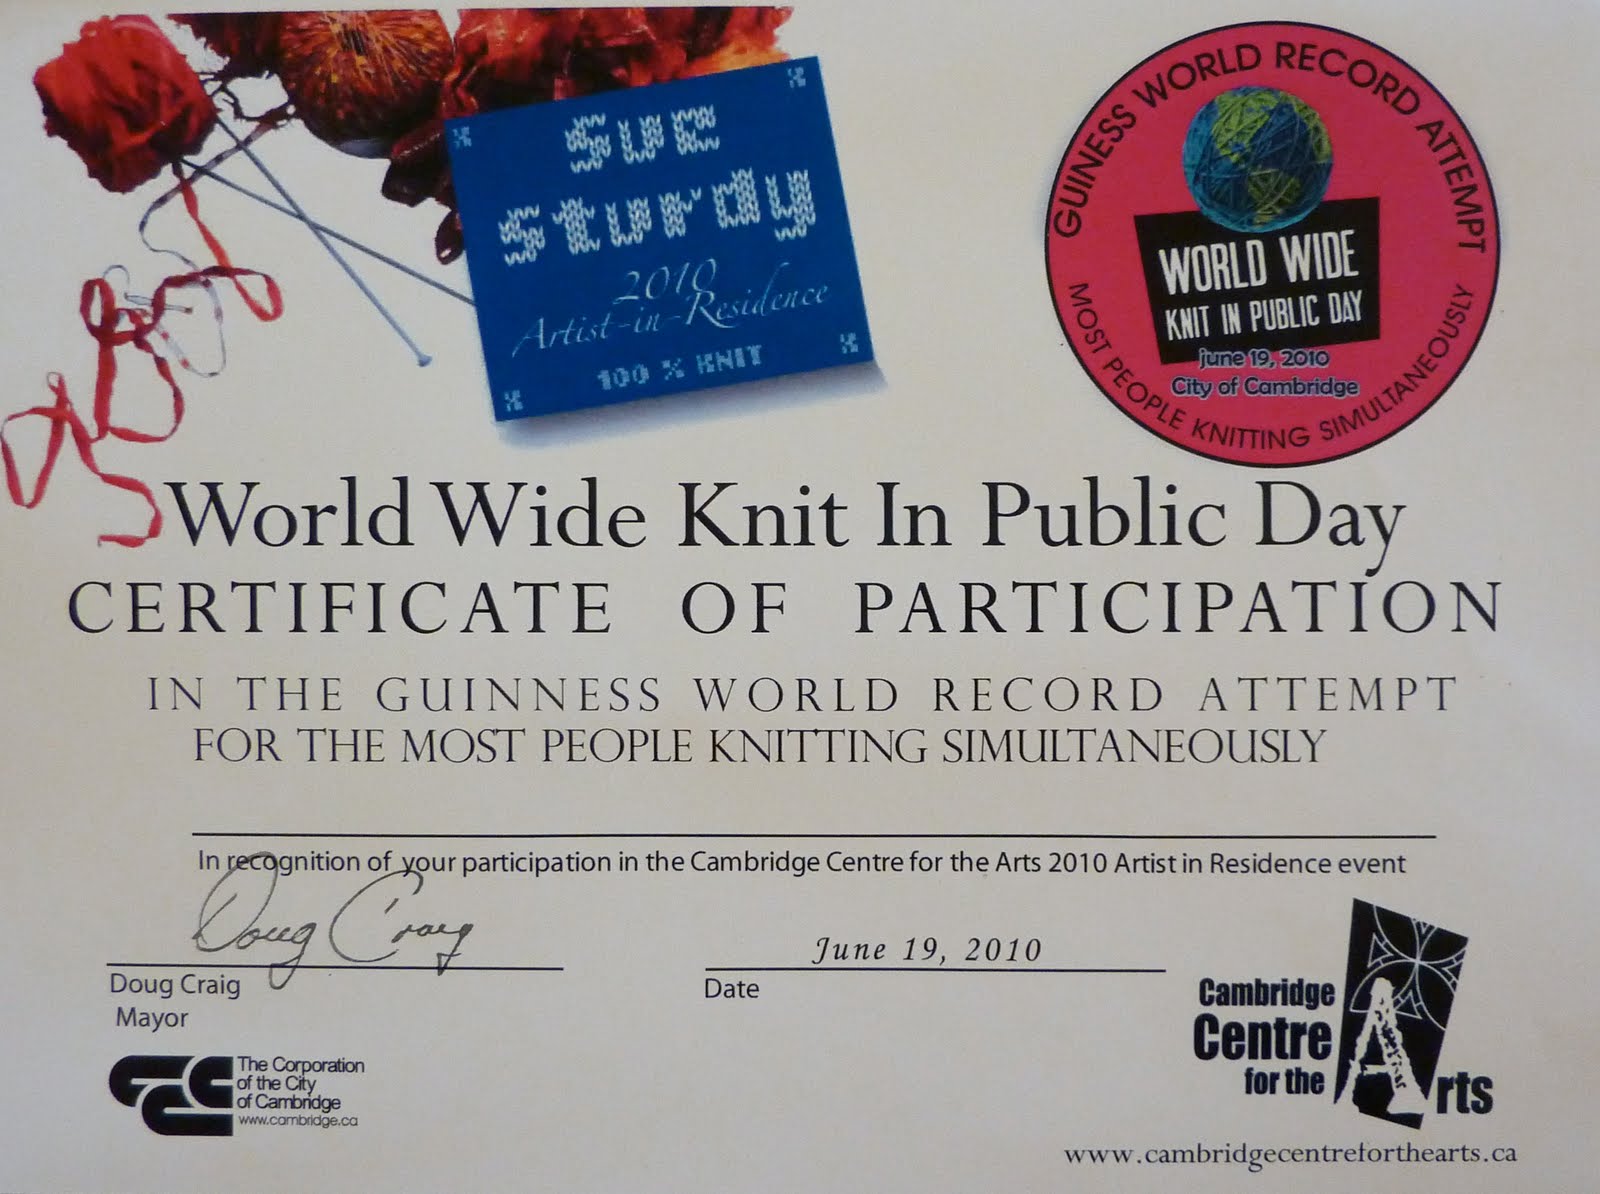 sue
sturdy
2010
Artist-in-Residence
100 % KNIT
GUINESS WORLD RECORD ATTEMPT
WORLD WIDE
KNIT IN PUBLIC DAY
june 19, 2010
City of Cambridge
MOST PEOPLE KNITTING SIMULTANEOUSLY
World Wide Knit In Public Day
CERTIFICATE OF PARTICIPATION
IN THE GUINNESS WORLD RECORD ATTEMPT
FOR THE MOST PEOPLE KNITTING SIMULTANEOUSLY
In recognition of your participation in the Cambridge Centre for the Arts 2010 Artist in Residence event
Doug Craig
June 19, 2010
Doug Craig
Date
Mayor
The Corporation
of the City
of Cambridge
www.cambridge.ca
Cambridge
Centre
for the
Arts
www.cambridgecentreforthearts.ca